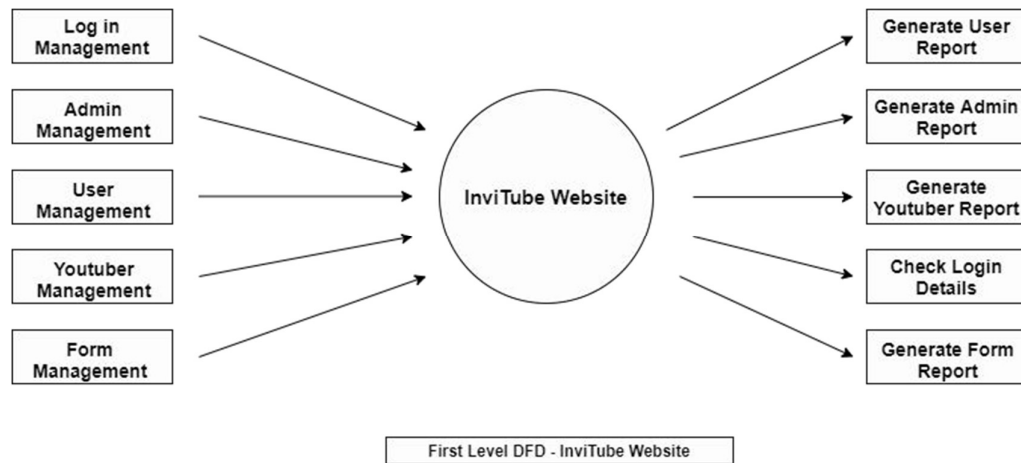 Log in
Management
Admin
Management
User
Management
Youtuber
Management
Form
Management
InviTube Website
Generate User
Report
Generate Admin
Report
Generate
Youtuber Report
Check Login
Details
Generate Form
Report
First Level DFD - InviTube Website